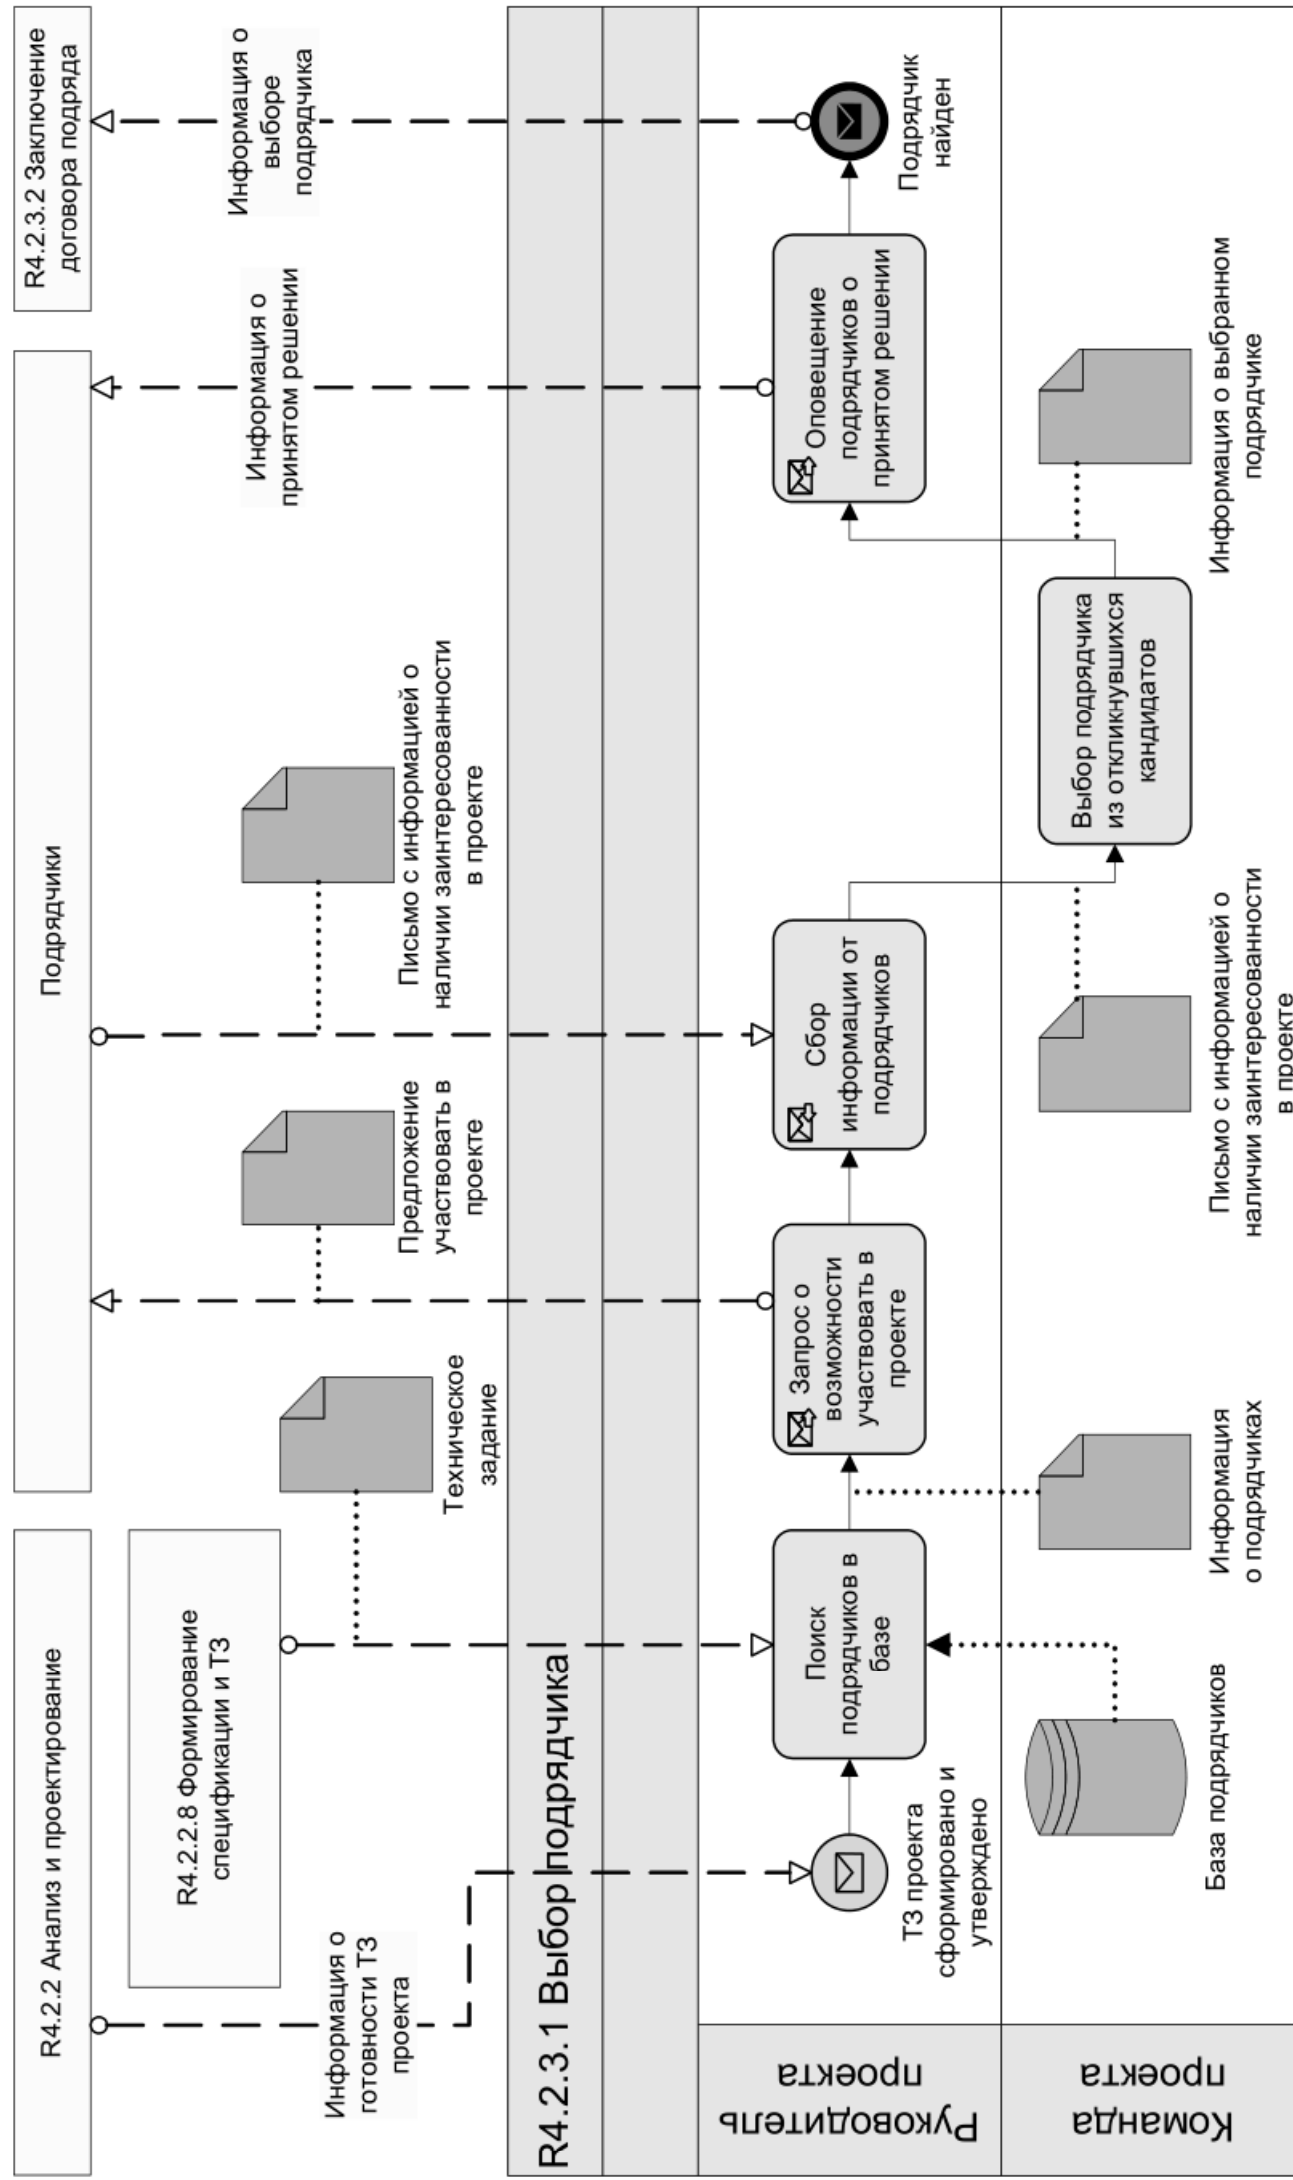 R4.2.2 Анализ и проектирование
Подрядчики
R4.2.3.2 Заключение
договора подряда
R4.2.2.8 Формирование
спецификации и ТЗ
Информация о
готовности ТЗ
проекта
Техническое
задание
Предложение
участвовать в
проекте
Письмо с информацией о
наличии заинтересованности
в проекте
Информация о
принятом решении
Информация о
выборе
подрядчика
R4.2.3.1 Выбор подрядчика
Руководитель
проекта
ТЗ проекта
сформировано и
утверждено
Поиск
подрядчиков в
базе
Запрос о
возможности
участвовать в
проекте
Сбор
информации от
подрядчиков
Оповещение
подрядчиков о
принятом решении
Подрядчик
найден
Команда
проекта
База подрядчиков
Информация
о подрядчиках
Письмо с информацией о
наличии заинтересованности
в проекте
Выбор подрядчика
из откликнувшихся
кандидатов
Информация о выбранном
подрядчике